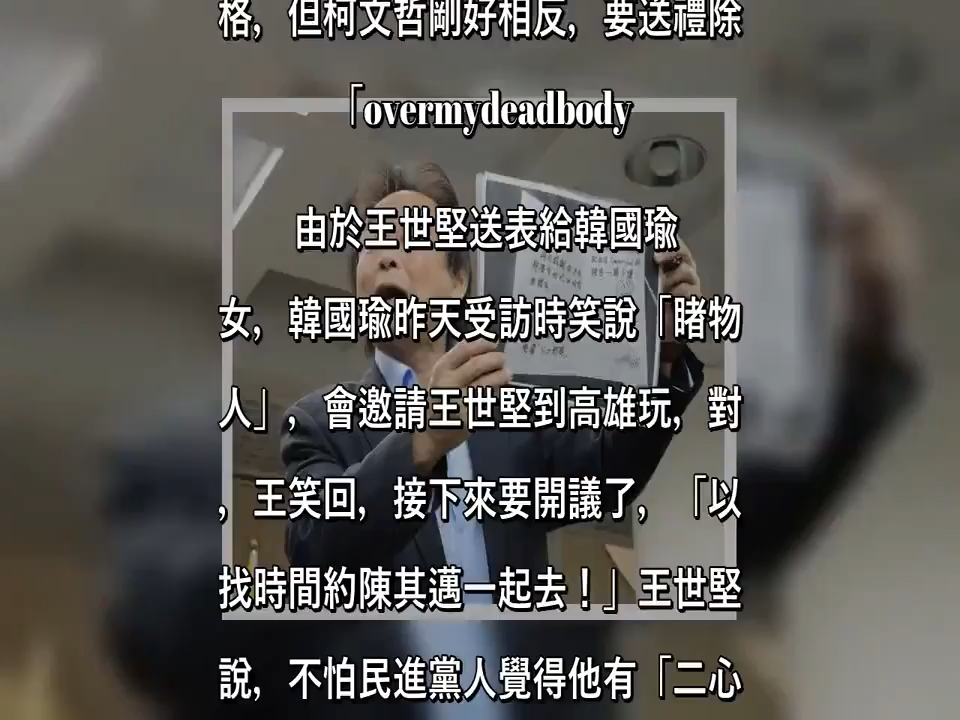 格，但柯文哲剛好相反，要送禮除
「overmydeadbody
由於王世堅送表給韓國瑜
女，韓國瑜昨天受訪時笑說「睹物
人」，會邀請王世堅到高雄玩，對
，王笑回，接下來要開議了，「以
找時間約陳其邁一起去！」王世堅
說，不怕民進黨人覺得他有「二心